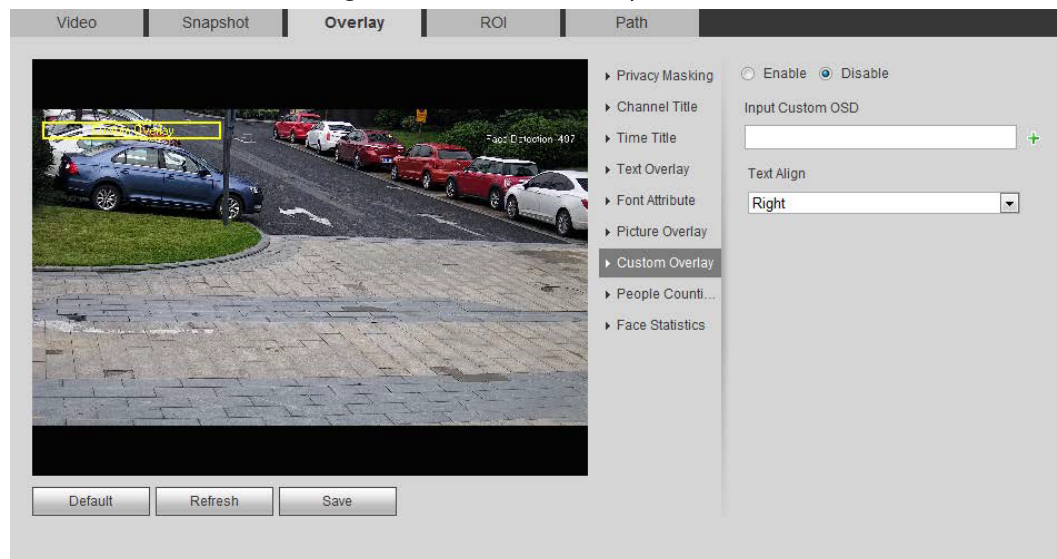 Video Snapshot Overlay ROI Path
Privacy Masking
Channel Title
Time Title
Text Overlay
Font Attribute
Picture Overlay
Custom Overlay
People Counti...
Face Statistics
Enable Disable
Input Custom OSD
Text Align
Right
Custom Overlay
Face Detection 497
Default Refresh Save